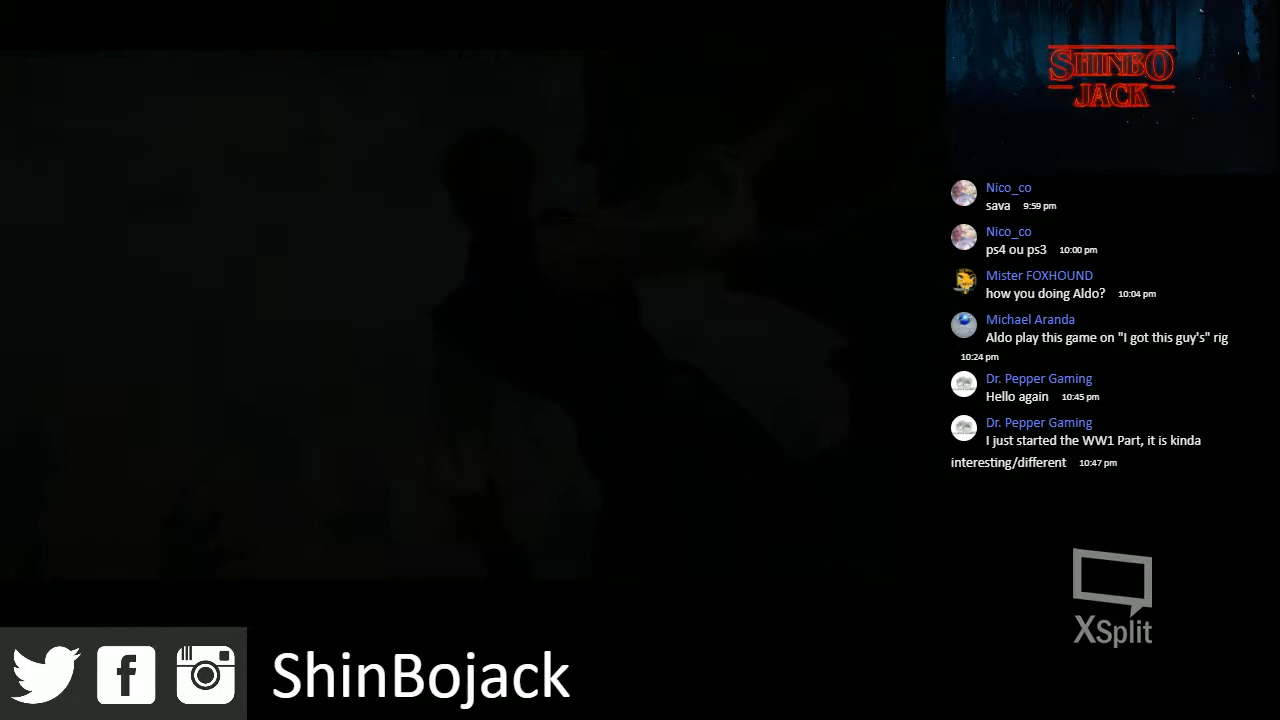 SHINBO
JACK
Nico_co
sava 9:59 pm
Nico_co
ps4 ou ps3 10:00 pm
Mister FOXHOUND
how you doing Aldo? 10:04 pm
Michael Aranda
Aldo play this game on "I got this guy's" rig
10:24 pm
Dr. Pepper Gaming
Hello again 10:45 pm
Dr. Pepper Gaming
I just started the WW1 Part, it is kinda
interesting/different 10:47 pm
XSplit
ShinBojack